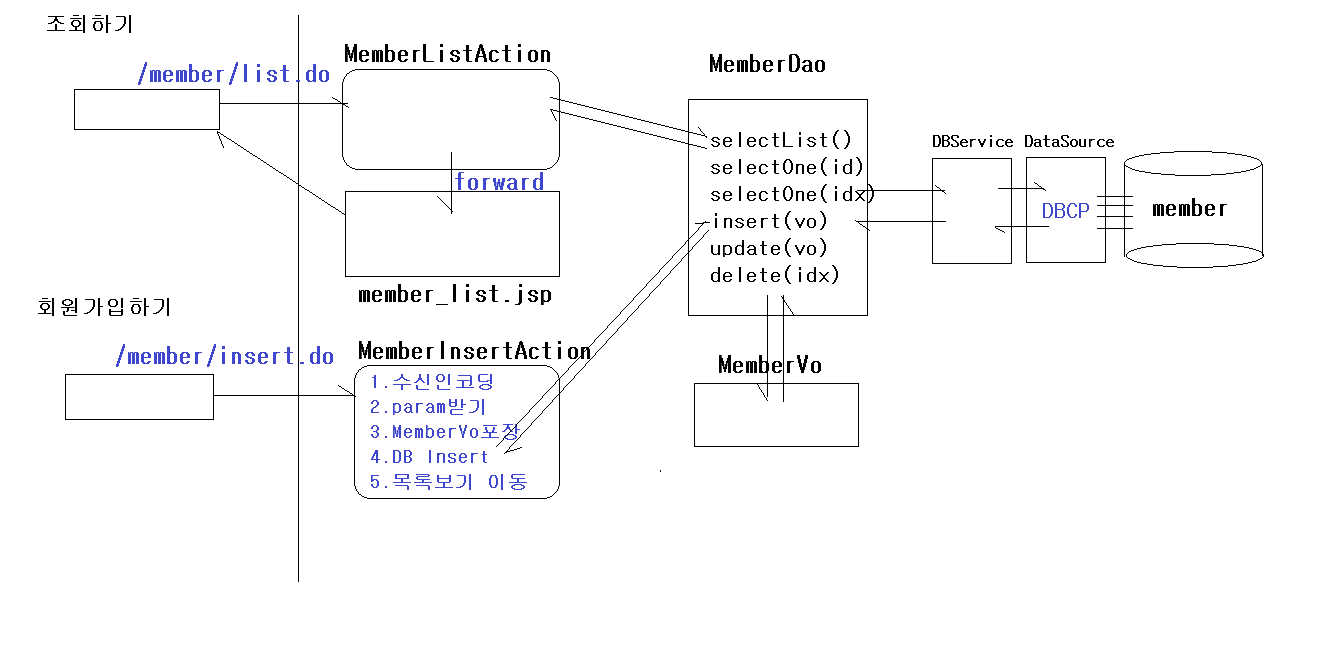 조회하기
/member/list.do
MemberListAction
forward
member_list.jsp
MemberDao
selectList()
selectOne(id)
selectOne(idx)
insert(vo)
update(vo)
delete(idx)
DBService
DataSource
DBCP
member
회원가입하기
/member/insert.do
MemberInsertAction
1.수신인코딩
2.param받기
3.MemberVo포장
4.DB Insert
5.목록보기 이동
MemberVo